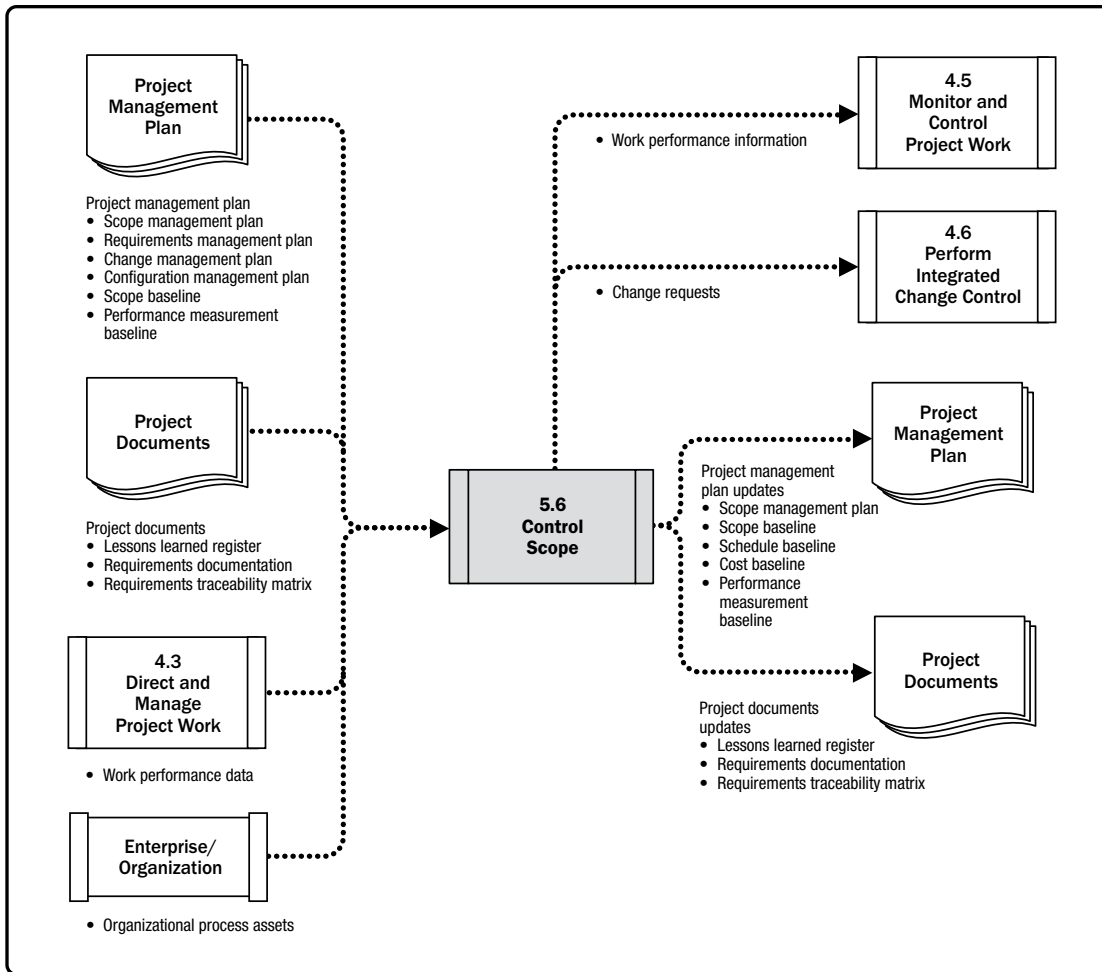 Project
Management
Plan
Project management plan
• Scope management plan
• Requirements management plan
• Change management plan
• Configuration management plan
• Scope baseline
• Performance measurement
baseline
Project
Documents
Project documents
• Lessons learned register
• Requirements documentation
• Requirements traceability matrix
4.3
Direct and
Manage
Project Work
• Work performance data
Enterprise/
Organization
• Organizational process assets
5.6
Control
Scope
• Work performance information
4.5
Monitor and
Control
Project Work
• Change requests
4.6
Perform
Integrated
Change Control
Project
Management
Plan
Project management
plan updates
• Scope management plan
• Scope baseline
• Schedule baseline
• Cost baseline
• Performance
measurement
baseline
Project
Documents
Project documents
updates
• Lessons learned register
• Requirements documentation
• Requirements traceability matrix